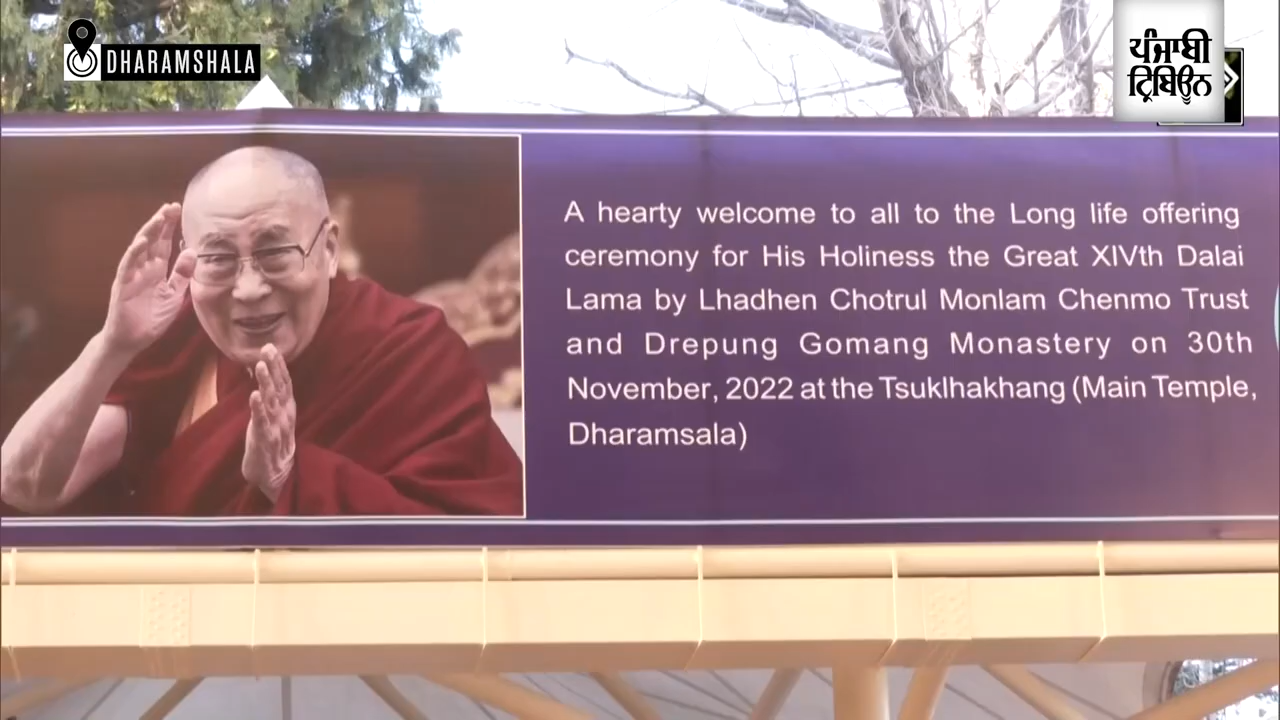 DHARAMSHALA
ਪੰਜਾਬੀ
ਟ੍ਰਿਬਿਊਨ
A hearty welcome to all to the Long life offering
ceremony for His Holiness the Great XIVth Dalai
Lama by Lhadhen Chotrul Monlam Chenmo Trust
and Drepung Gomang Monastery on 30th
November, 2022 at the Tsuklhakhang (Main Temple,
Dharamsala)